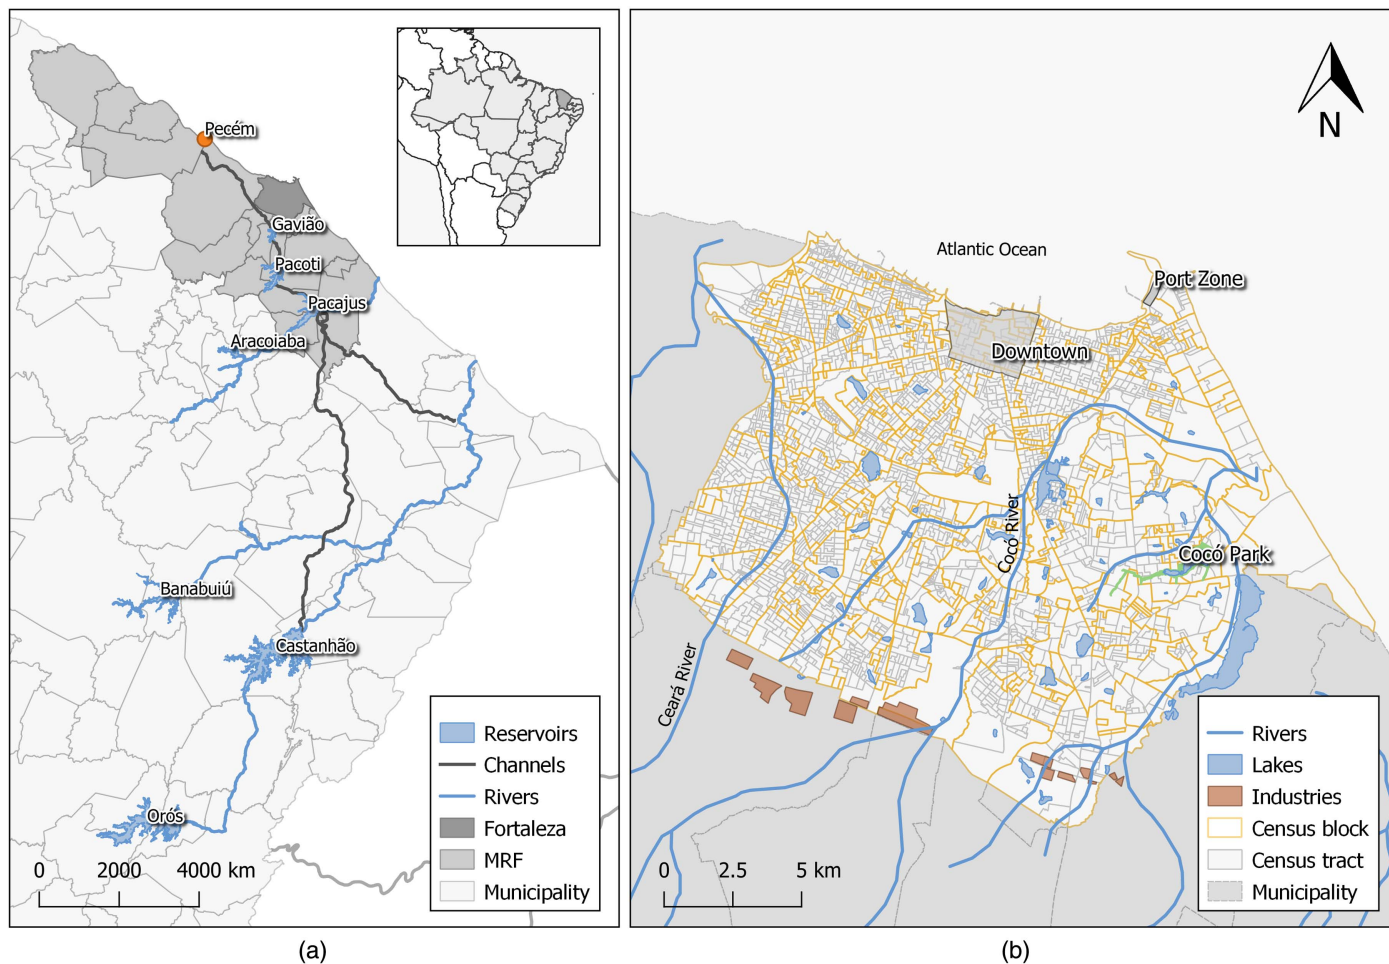 Pecém
Gavião
Pacoti
Pacajus
Aracoiaba
Banabuiú
Castanhão
Orós
0 2000 4000 km
Reservoirs
Channels
Rivers
Fortaleza
MRF
Municipality
(a)
N
Atlantic Ocean
Port Zone
Downtown
Cocó River
Cocó Park
Ceará River
0 2.5 5 km
Rivers
Lakes
Industries
Census block
Census tract
Municipality
(b)